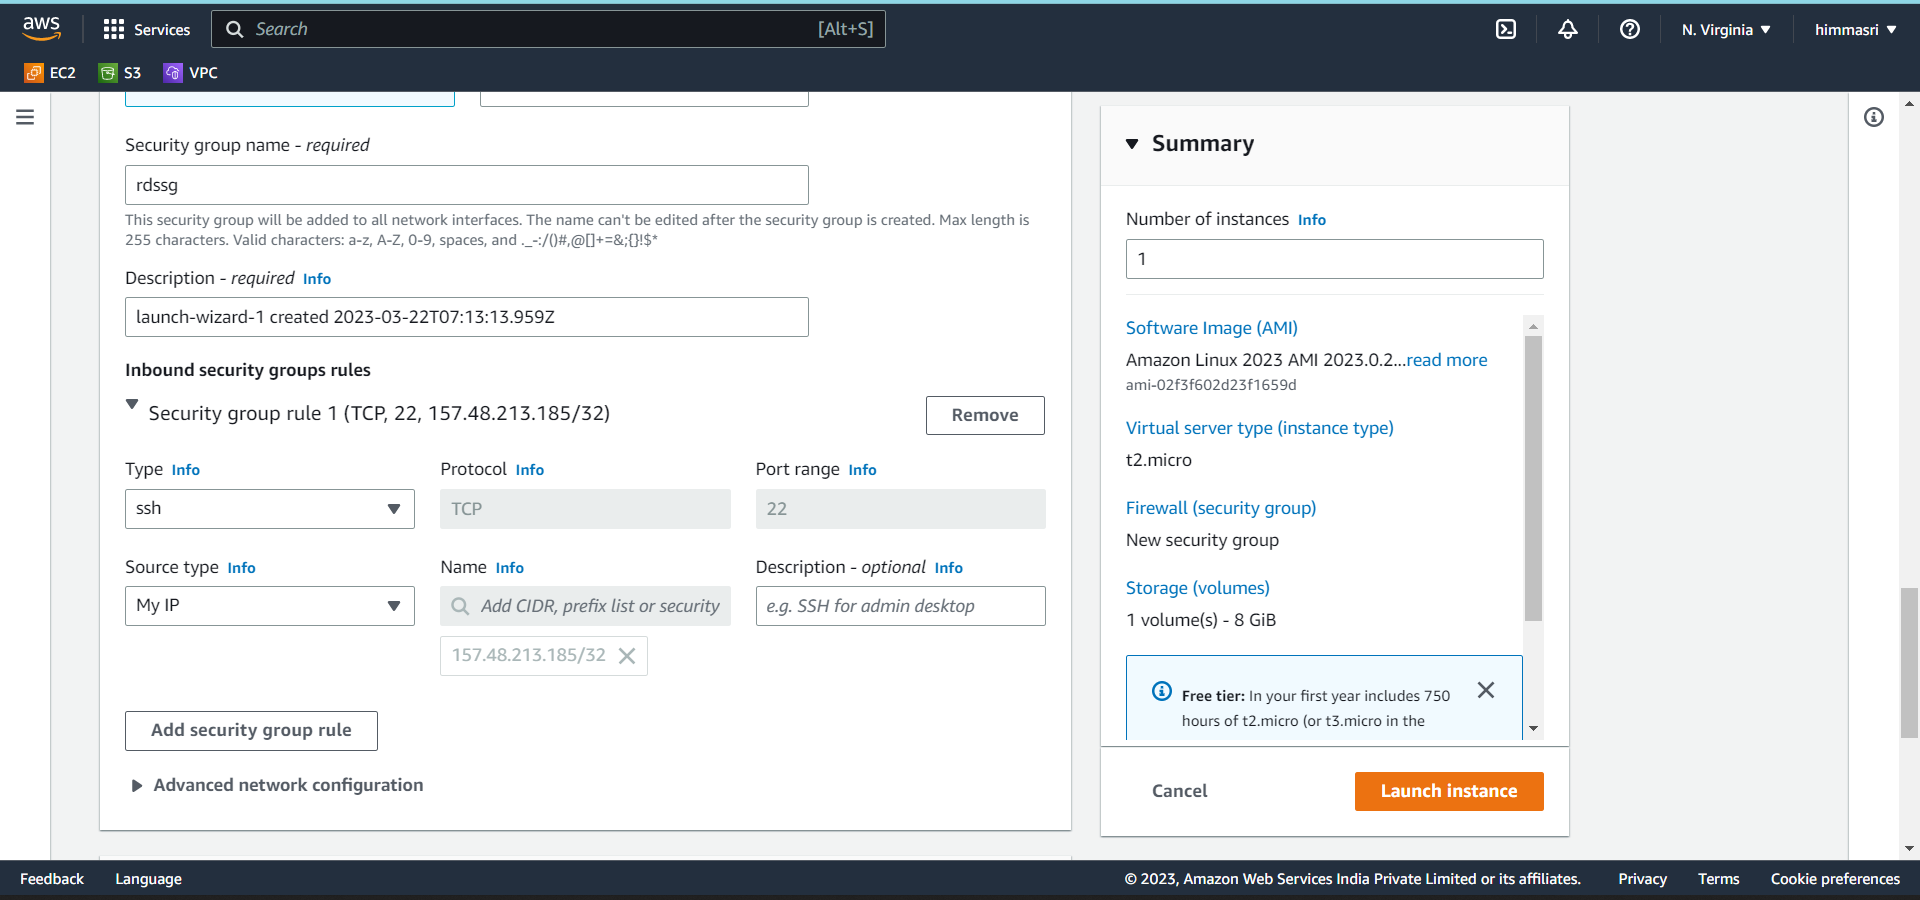 aws
Services
Search
[Alt+S]
N. Virginia
himmasri
EC2
S3
VPC
Security group name - required
rdssg
This security group will be added to all network interfaces. The name can't be edited after the security group is created. Max length is
255 characters. Valid characters: a-z, A-Z, 0-9, spaces, and ._-:/()#,@[]+=&;{}!$*
Description - required Info
launch-wizard-1 created 2023-03-22T07:13:13.959Z
Inbound security groups rules
Security group rule 1 (TCP, 22, 157.48.213.185/32)
Remove
Type Info
Protocol Info
Port range Info
ssh
TCP
22
Source type Info
Name Info
Description - optional Info
My IP
Add CIDR, prefix list or security
e.g. SSH for admin desktop
157.48.213.185/32
Add security group rule
Advanced network configuration
Summary
Number of instances Info
1
Software Image (AMI)
Amazon Linux 2023 AMI 2023.0.2...read more
ami-02f3f602d23f1659d
Virtual server type (instance type)
t2.micro
Firewall (security group)
New security group
Storage (volumes)
1 volume(s) - 8 GiB
Free tier: In your first year includes 750
hours of t2.micro (or t3.micro in the
Cancel
Launch instance
Feedback
Language
© 2023, Amazon Web Services India Private Limited or its affiliates.
Privacy
Terms
Cookie preferences